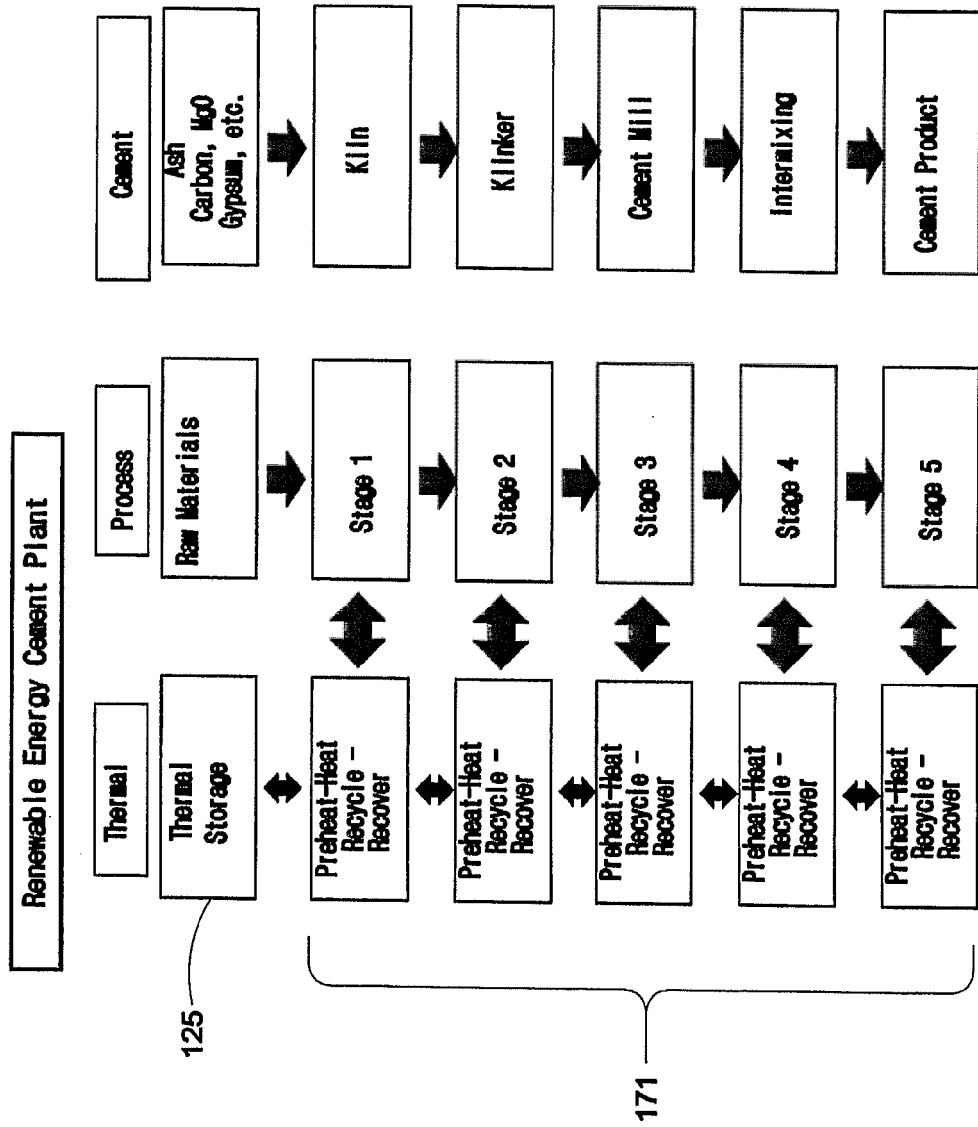 Renewable Energy Cement Plant
Thermal
Process
Cement
Thermal
Storage
Raw Materials
Ash
Carbon, MgO
Gypsum, etc.
Preheat-Heat
Recycle -
Recover
Stage 1
Kiln
Preheat-Heat
Recycle -
Recover
Stage 2
Klinker
Preheat-Heat
Recycle -
Recover
Stage 3
Cement Mill
Preheat-Heat
Recycle -
Recover
Stage 4
Intermixing
Preheat-Heat
Recycle -
Recover
Stage 5
Cement Product
125
171